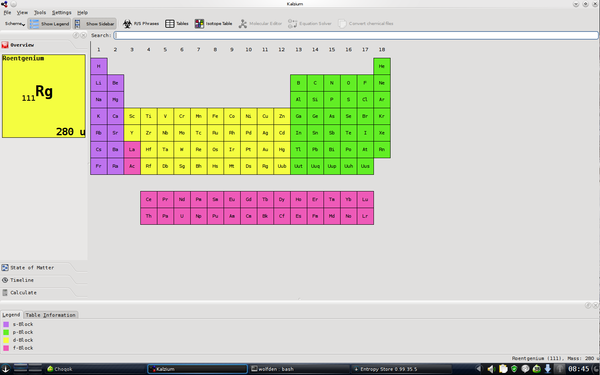 Kalzium
File View Tools Settings Help
Scheme Show Legend Show Sidebar R/S Phrases Tables Isotope Table Molecular Editor Equation Solver Convert chemical files
Overview
Search:
Roentgenium
111Rg
280 u
1 2 3 4 5 6 7 8 9 10 11 12 13 14 15 16 17 18
H He
Li Be B C N O F Ne
Na Mg Al Si P S Cl Ar
K Ca Sc Ti V Cr Mn Fe Co Ni Cu Zn Ga Ge As Se Br Kr
Rb Sr Y Zr Nb Mo Tc Ru Rh Pd Ag Cd In Sn Sb Te I Xe
Cs Ba La Hf Ta W Re Os Ir Pt Au Hg Tl Pb Bi Po At Rn
Fr Ra Ac Rf Db Sg Bh Hs Mt Ds Rg Uub Uut Uuq Uup Uuh Uus
Ce Pr Nd Pm Sm Eu Gd Tb Dy Ho Er Tm Yb Lu
Th Pa U Np Pu Am Cm Bk Cf Es Fm Md No Lr
State of Matter
Timeline
Calculate
Legend Table Information
s-Block
p-Block
d-Block
f-Block
Roentgenium (111), Mass: 280 u
Choqok Kalzium wolfden : bash Entropy Store 0.99.35.5 08:45